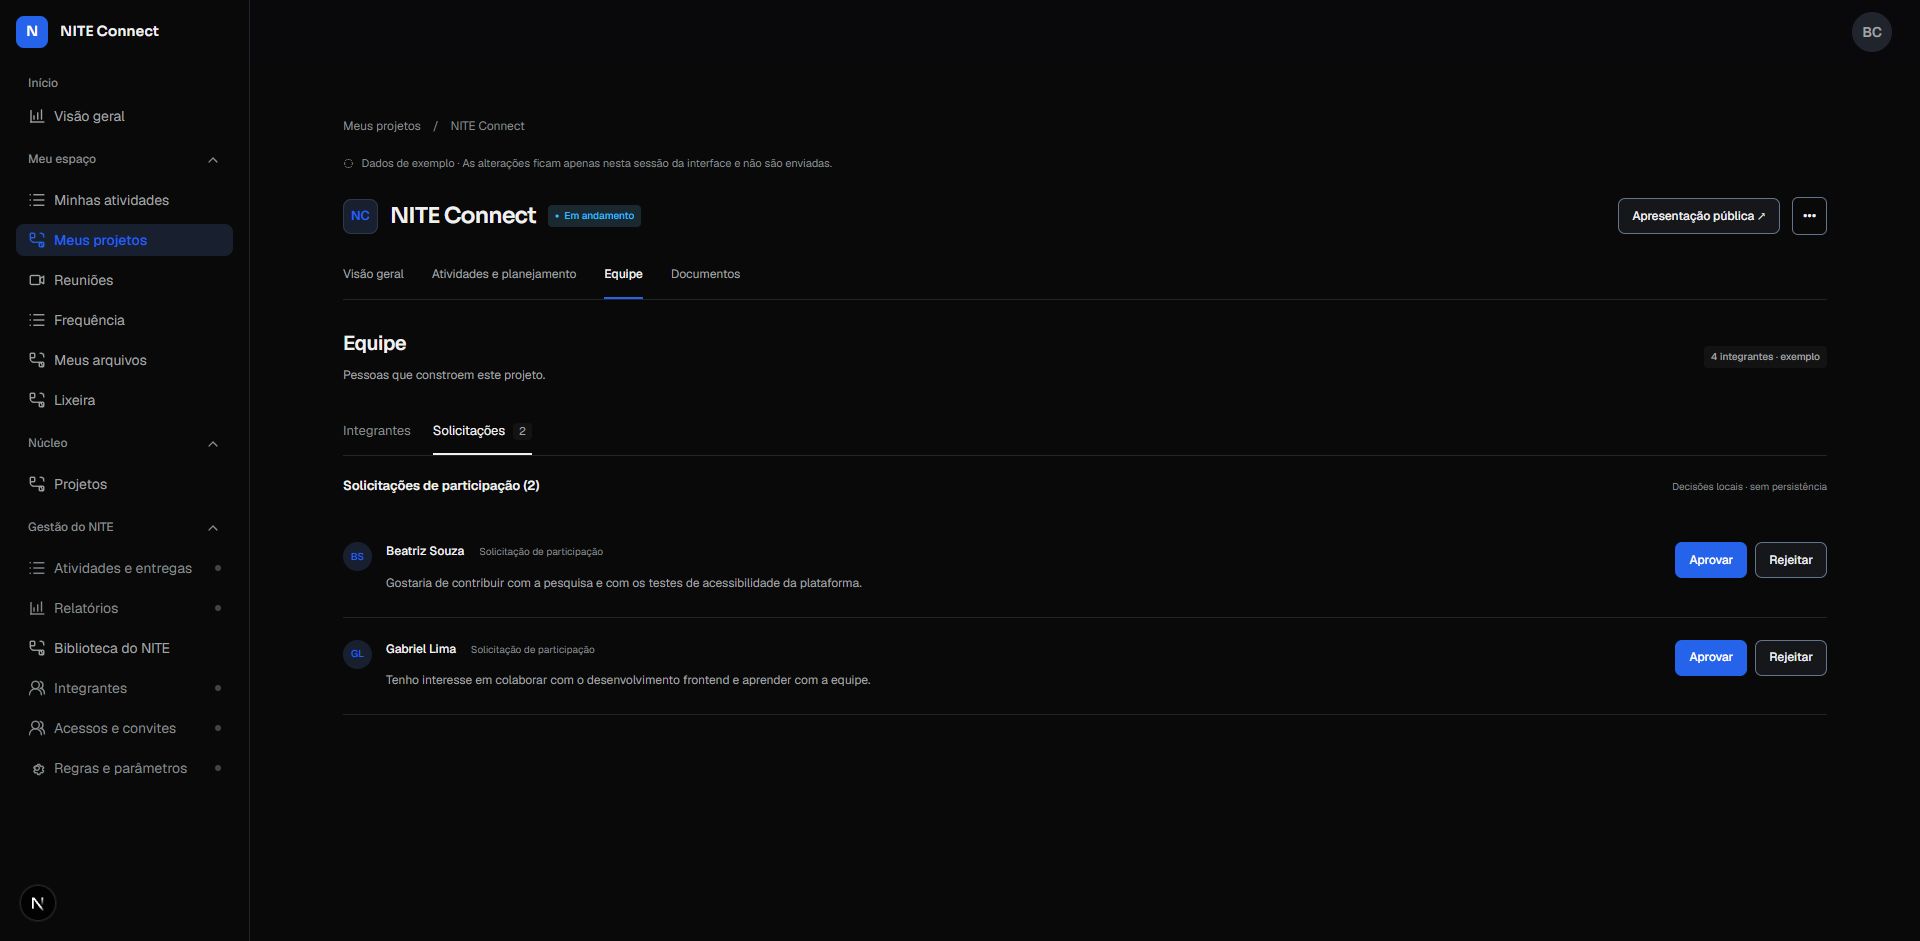 N NITE Connect
BC
Início
Visão geral
Meu espaço
Minhas atividades
Meus projetos
Reuniões
Frequência
Meus arquivos
Lixeira
Núcleo
Projetos
Gestão do NITE
Atividades e entregas
Relatórios
Biblioteca do NITE
Integrantes
Acessos e convites
Regras e parâmetros
N
Meus projetos / NITE Connect
Dados de exemplo · As alterações ficam apenas nesta sessão da interface e não são enviadas.
NC NITE Connect • Em andamento
Apresentação pública ↗ •••
Visão geral Atividades e planejamento Equipe Documentos
Equipe
4 integrantes · exemplo
Pessoas que constroem este projeto.
Integrantes Solicitações 2
Solicitações de participação (2)
Decisões locais · sem persistência
BS Beatriz Souza Solicitação de participação
Gostaria de contribuir com a pesquisa e com os testes de acessibilidade da plataforma.
Aprovar Rejeitar
GL Gabriel Lima Solicitação de participação
Tenho interesse em colaborar com o desenvolvimento frontend e aprender com a equipe.
Aprovar Rejeitar